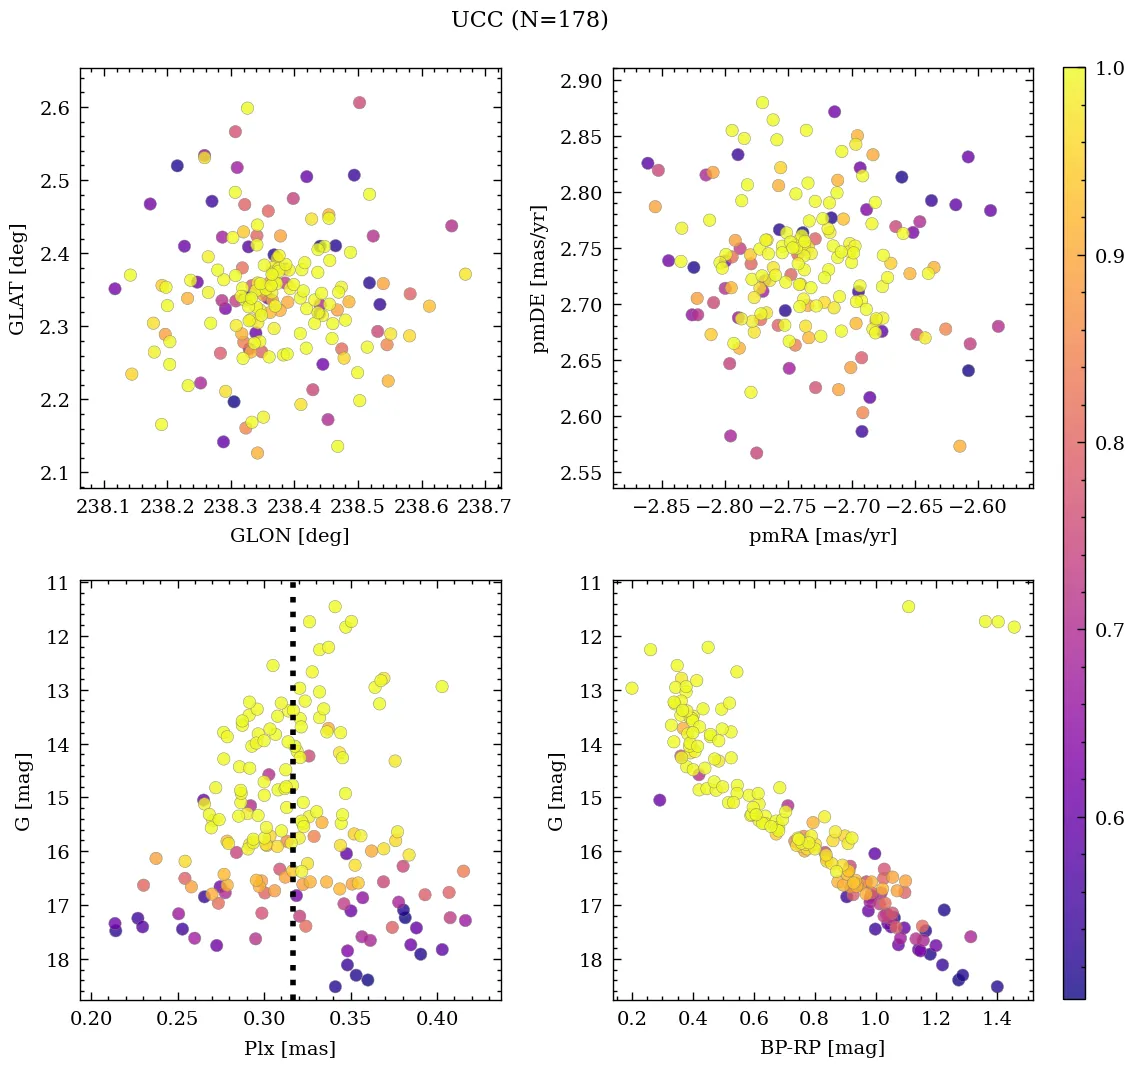 UCC (N=178)
2.6
2.5
2.4
2.3
2.2
2.1
GLAT [deg]
238.1 238.2 238.3 238.4 238.5 238.6 238.7
GLON [deg]
2.90
2.85
2.80
2.75
2.70
2.65
2.60
2.55
pmDE [mas/yr]
−2.85 −2.80 −2.75 −2.70 −2.65 −2.60
pmRA [mas/yr]
1.0
0.9
0.8
0.7
0.6
11
12
13
14
15
16
17
18
G [mag]
0.20 0.25 0.30 0.35 0.40
Plx [mas]
11
12
13
14
15
16
17
18
G [mag]
0.2 0.4 0.6 0.8 1.0 1.2 1.4
BP-RP [mag]